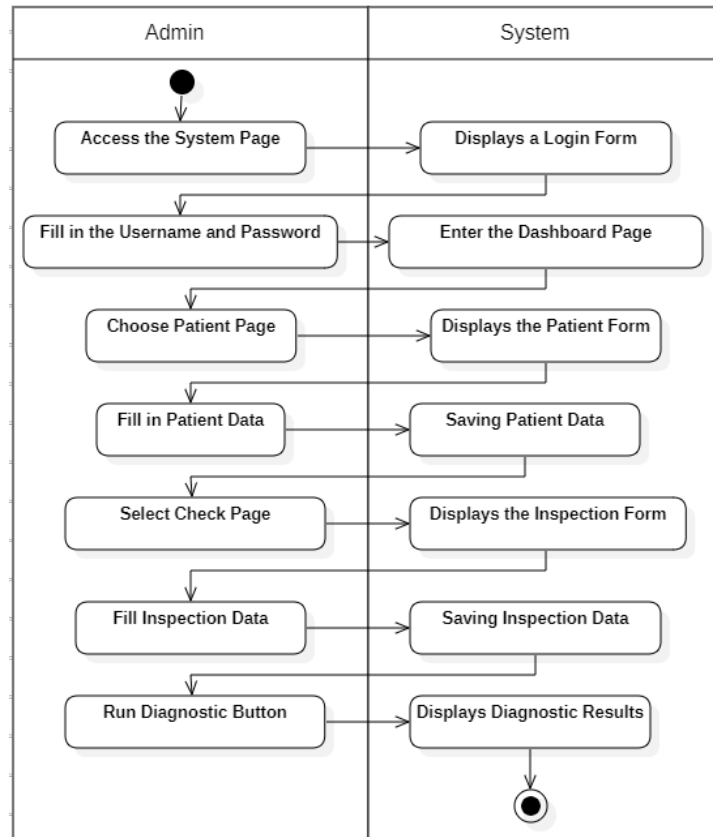 Admin
System
Access the System Page
Displays a Login Form
Fill in the Username and Password
Enter the Dashboard Page
Choose Patient Page
Displays the Patient Form
Fill in Patient Data
Saving Patient Data
Select Check Page
Displays the Inspection Form
Fill Inspection Data
Saving Inspection Data
Run Diagnostic Button
Displays Diagnostic Results